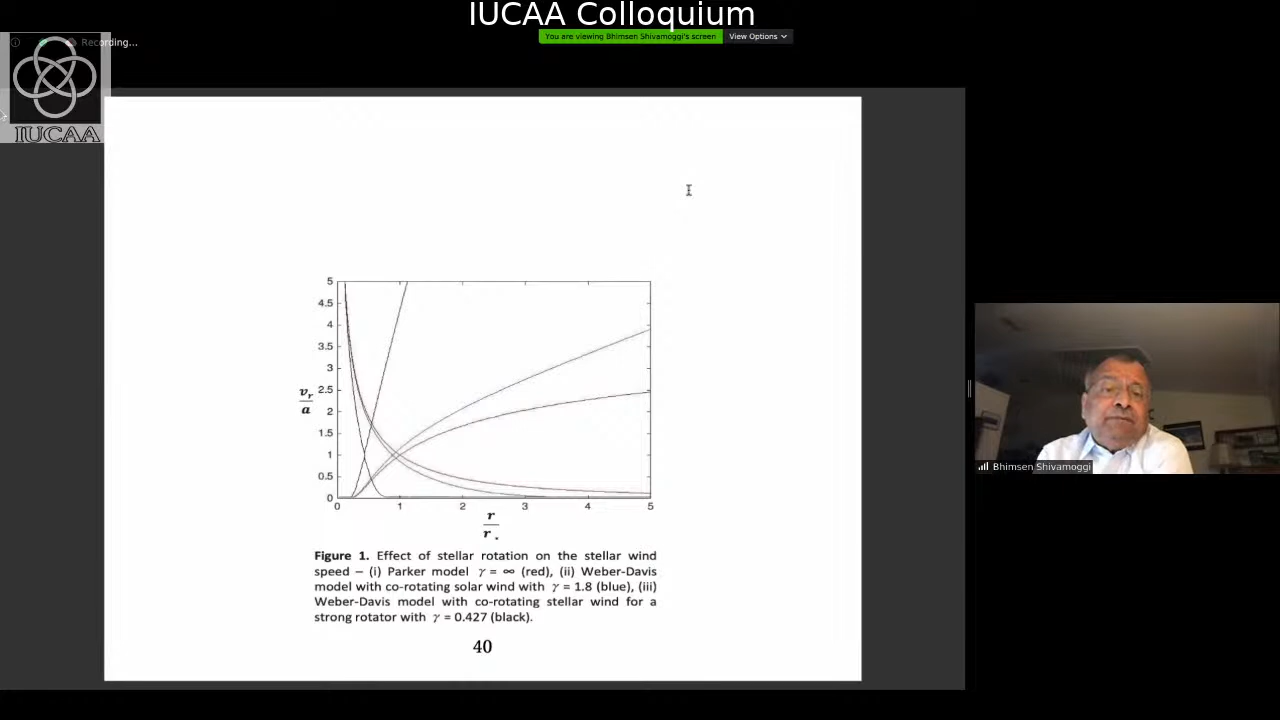 IUCAA Colloquium
You are viewing Bhimsen Shivamoggi's screen
View Options
Recording...
IUCAA
5
4.5
4
3.5
3
2.5
2
1.5
1
0.5
0
v_r
a
0 1 2 3 4 5
r
r*
Figure 1. Effect of stellar rotation on the stellar wind
speed – (i) Parker model γ = ∞ (red), (ii) Weber-Davis
model with co-rotating solar wind with γ = 1.8 (blue), (iii)
Weber-Davis model with co-rotating stellar wind for a
strong rotator with γ = 0.427 (black).
40
Bhimsen Shivamoggi